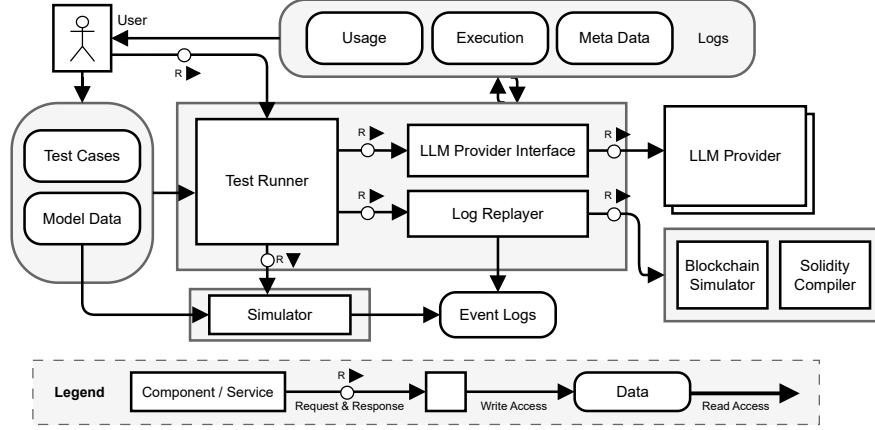 User
Usage
Execution
Meta Data
Logs
R
Test Cases
Model Data
Test Runner
R
LLM Provider Interface
R
LLM Provider
R
Log Replayer
R
R
Blockchain
Simulator
Solidity
Compiler
Simulator
Event Logs
Legend
Component / Service
R
Request & Response
Write Access
Data
Read Access